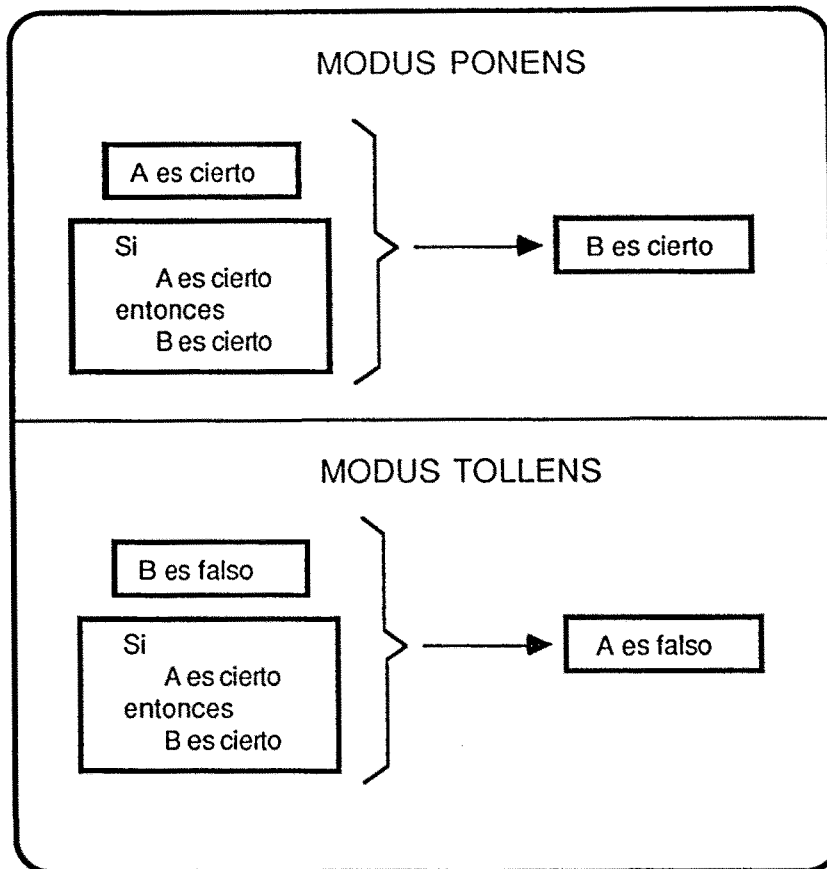 MODUS PONENS
A es cierto
Si
A es cierto
entonces
B es cierto
B es cierto
MODUS TOLLENS
B es falso
Si
A es cierto
entonces
B es cierto
A es falso